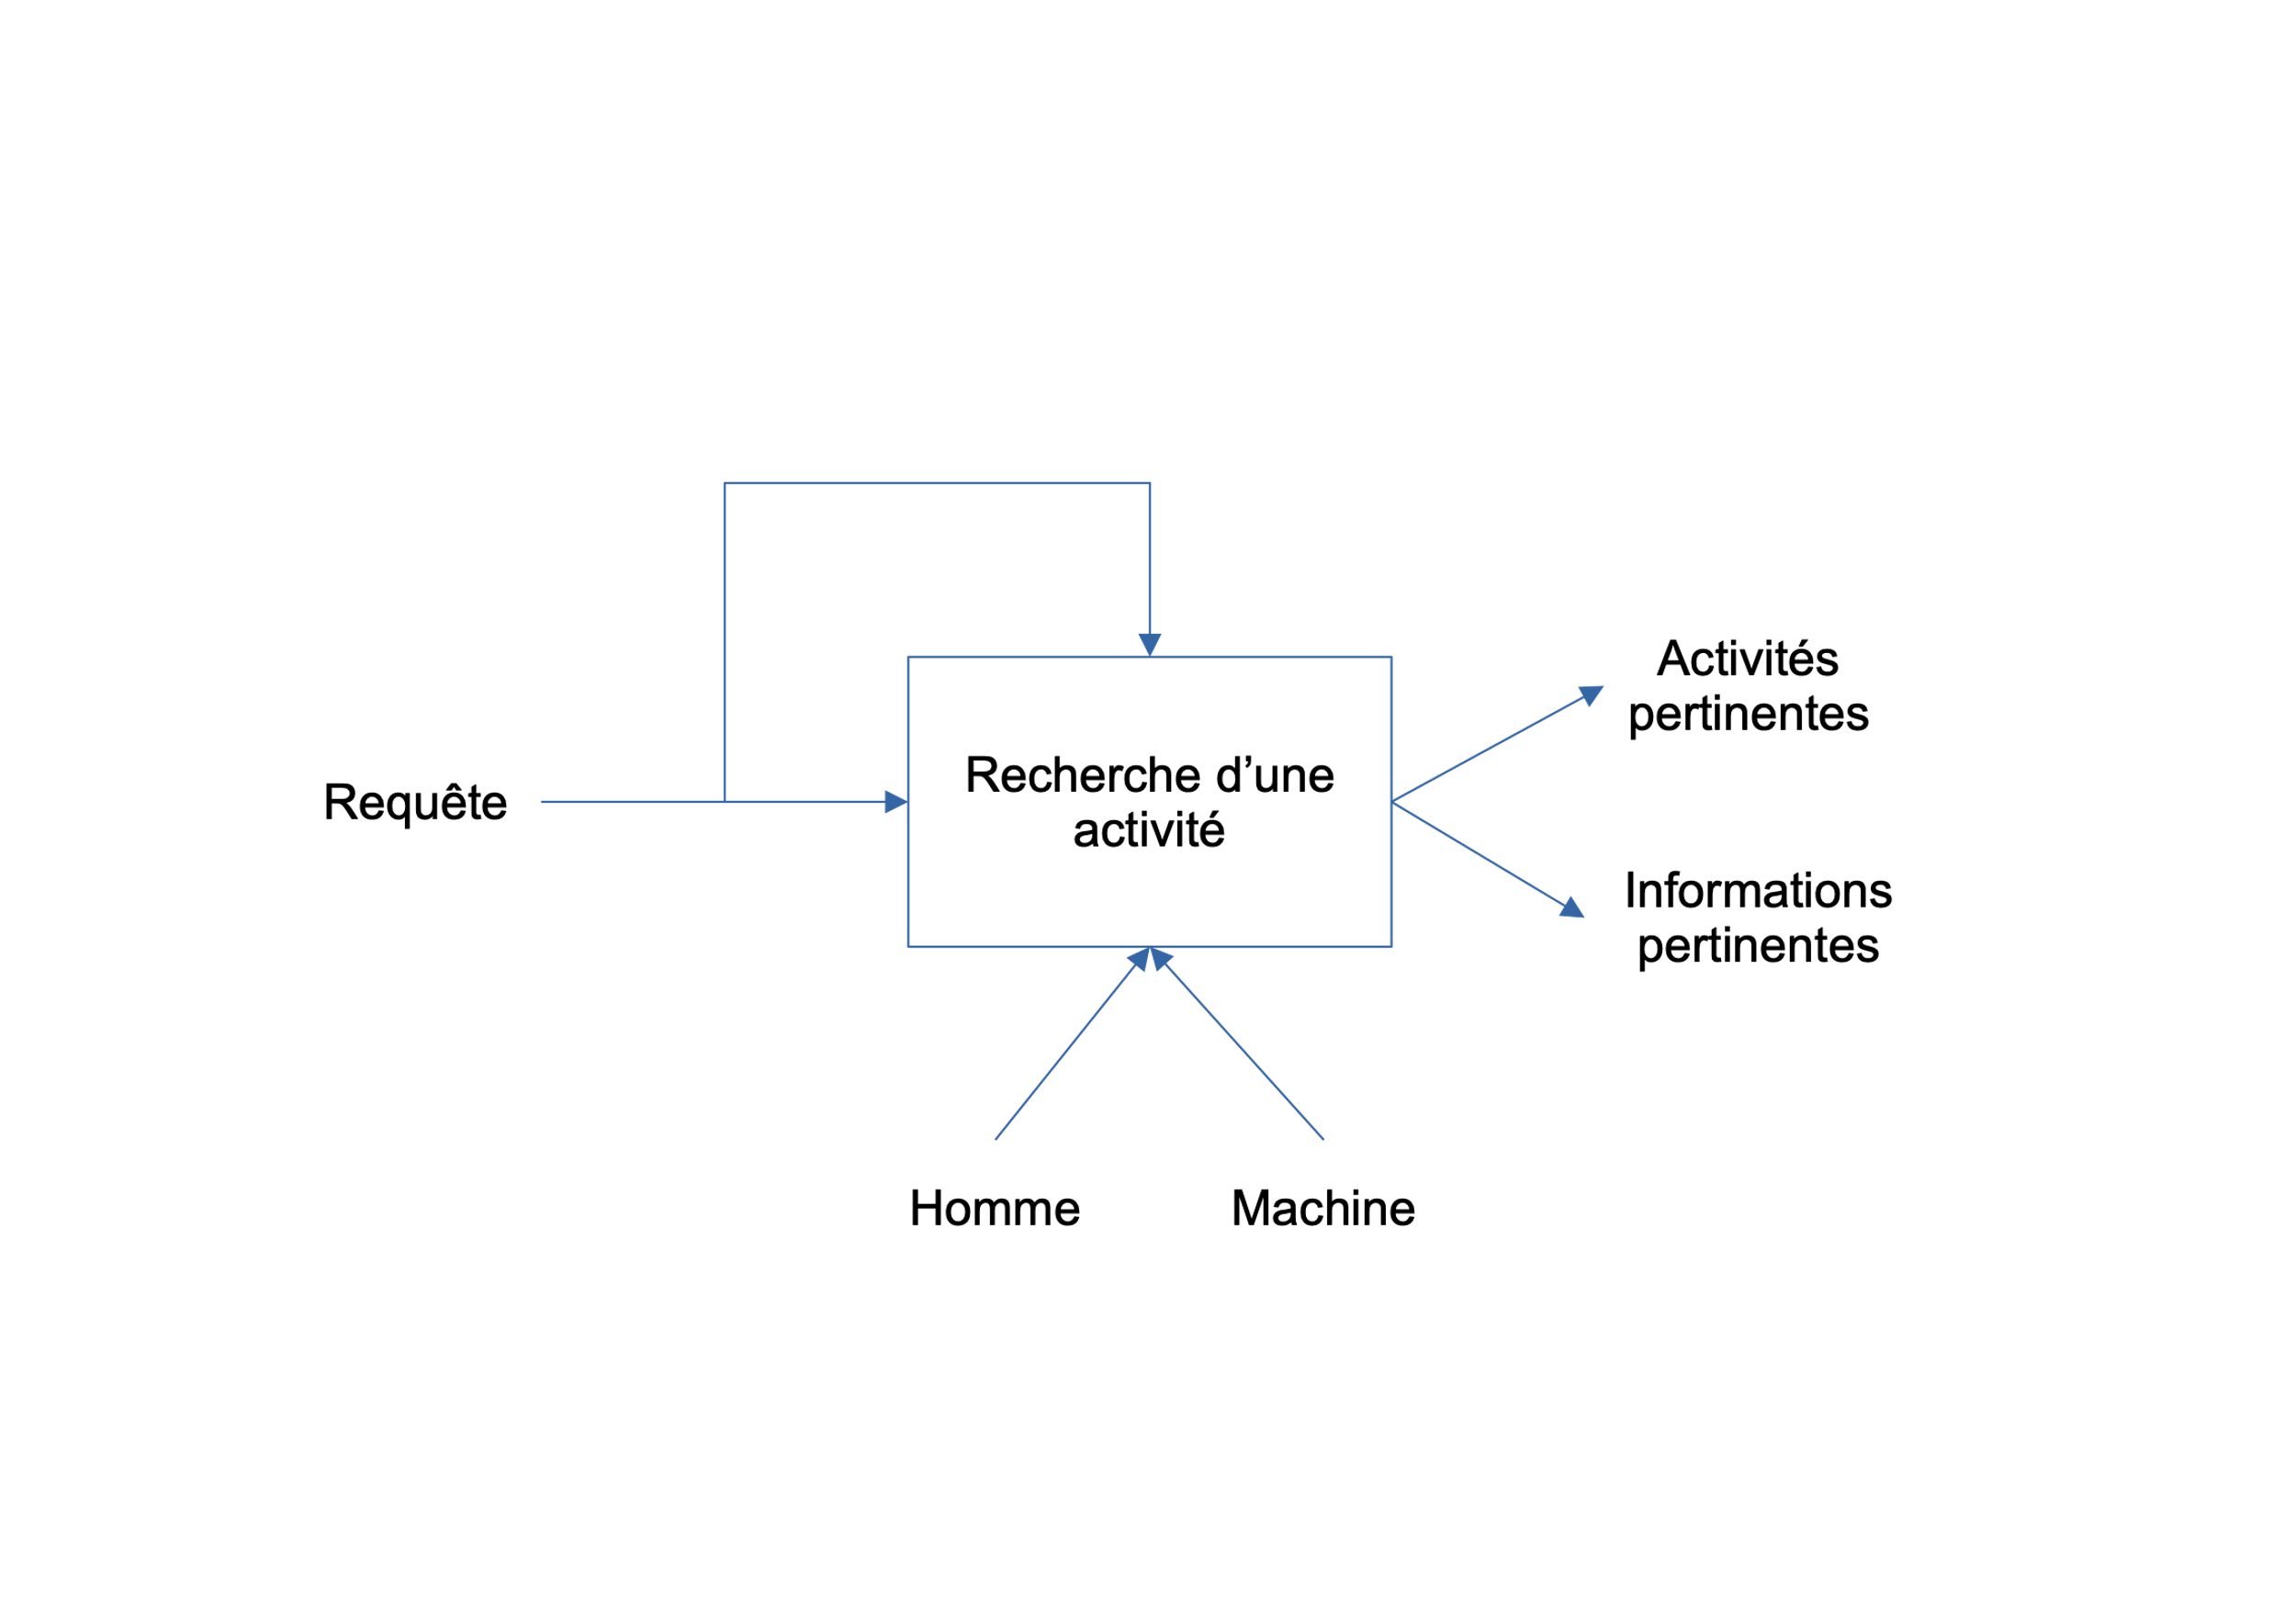 Requête
Recherche d’une
activité
Activités
pertinentes
Informations
pertinentes
Homme
Machine